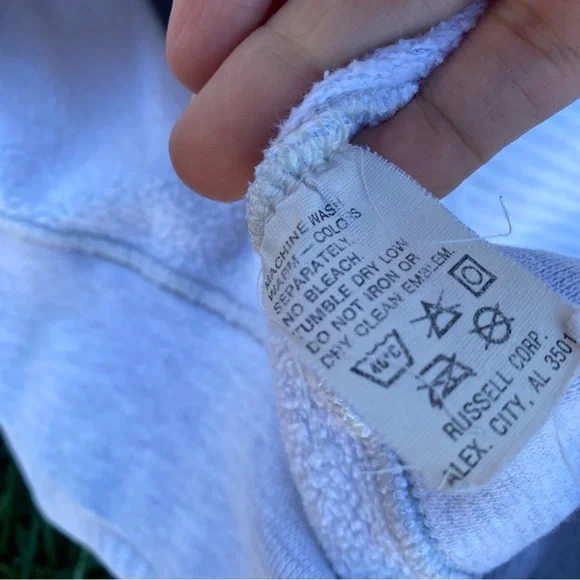 MACHINE WASH
WARM – COLORS
SEPARATELY.
NO BLEACH.
TUMBLE DRY LOW
DO NOT IRON OR
DRY CLEAN EMBLEM.
40°C
RUSSELL CORP.
ALEX. CITY, AL 3501